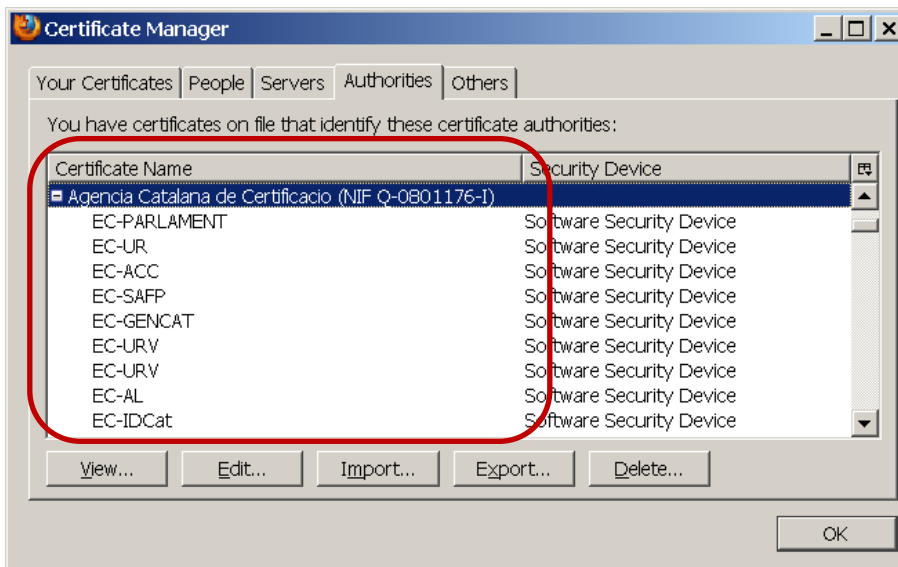 Certificate Manager
Your Certificates People Servers Authorities Others
You have certificates on file that identify these certificate authorities:
Certificate Name Security Device
Agencia Catalana de Certificacio (NIF Q-0801176-I)
EC-PARLAMENT Software Security Device
EC-UR Software Security Device
EC-ACC Software Security Device
EC-SAFP Software Security Device
EC-GENCAT Software Security Device
EC-URV Software Security Device
EC-URV Software Security Device
EC-AL Software Security Device
EC-IDCat Software Security Device
View... Edit... Import... Export... Delete...
OK